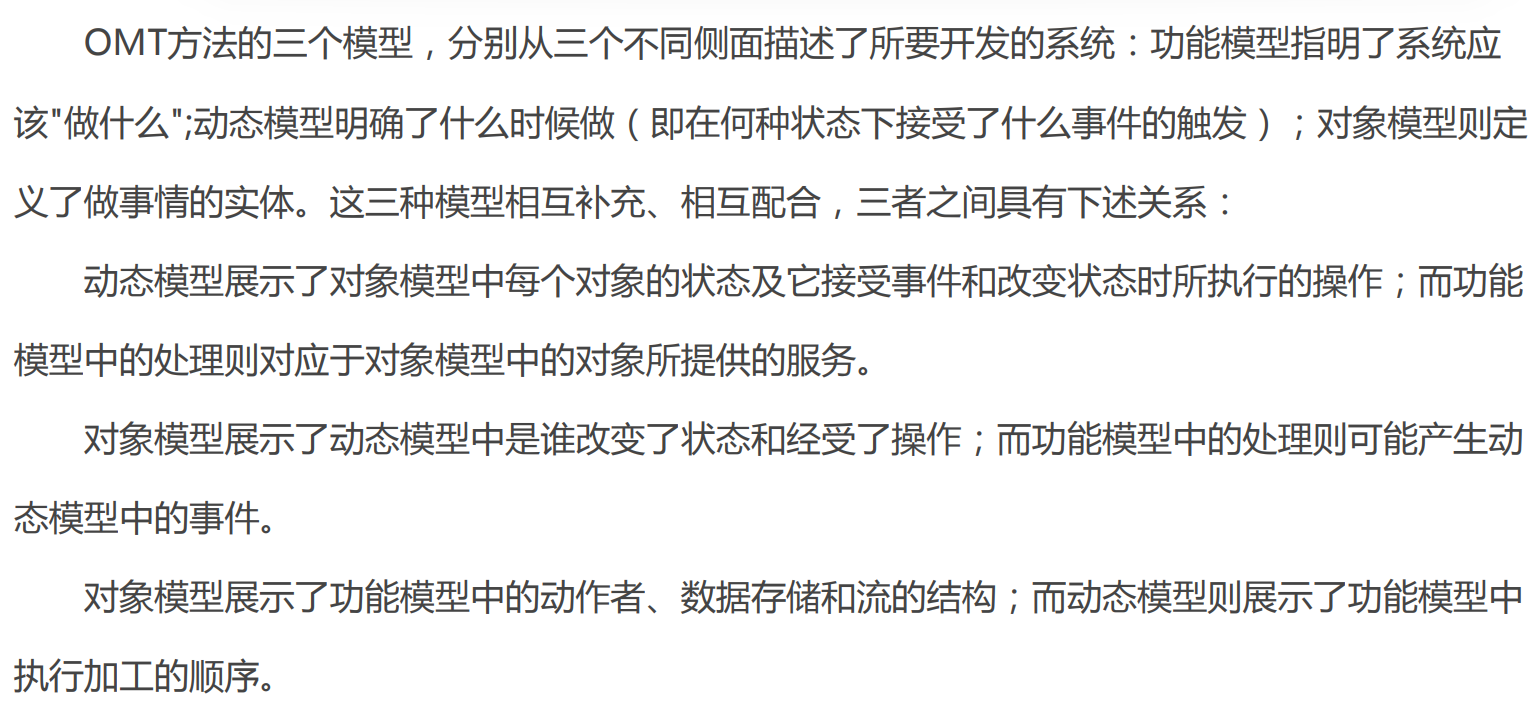 OMT方法的三个模型，分别从三个不同侧面描述了所要开发的系统：功能模型指明了系统应
该"做什么";动态模型明确了什么时候做（即在何种状态下接受了什么事件的触发）；对象模型则定
义了做事情的实体。这三种模型相互补充、相互配合，三者之间具有下述关系：
动态模型展示了对象模型中每个对象的状态及它接受事件和改变状态时所执行的操作；而功能
模型中的处理则对应于对象模型中的对象所提供的服务。
对象模型展示了动态模型中是谁改变了状态和经受了操作；而功能模型中的处理则可能产生动
态模型中的事件。
对象模型展示了功能模型中的动作者、数据存储和流的结构；而动态模型则展示了功能模型中
执行加工的顺序。